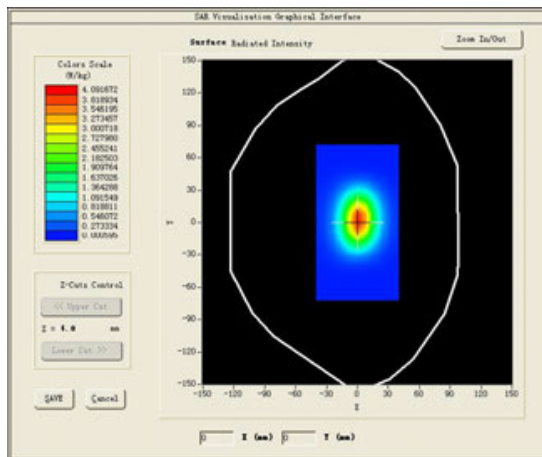 SAR Visualisation Graphical Interface
Surface Radiated Intensity
Zoom In/Out
Colors Scale
(W/kg)
4.091672
3.818934
3.546195
3.273457
3.000718
2.727980
2.455241
2.182503
1.909764
1.637026
1.364288
1.091549
0.818811
0.546072
0.273334
0.000595
150
120
90
60
30
0
-30
-60
-90
-120
-150
Y
-150 -120 -90 -60 -30 0 30 60 90 120 150
X
Z-Cuts Control
<< Upper Cut
Z = 4.0 mm
Lower Cut >>
SAVE Cancel
0 X (mm) 0 Y (mm)